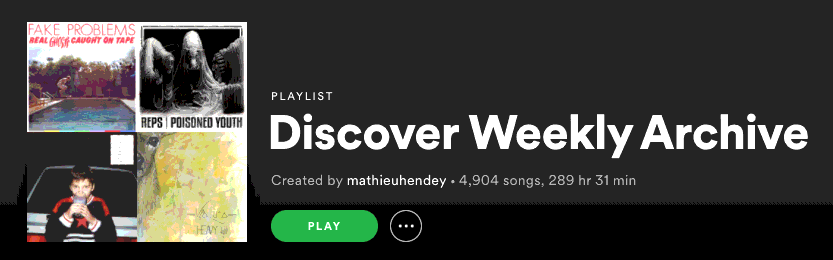 FAKE PROBLEMS
REAL GHOSTS CAUGHT ON TAPE
REPS | POISONED YOUTH
PLAYLIST
Discover Weekly Archive
Created by mathieuhendey • 4,904 songs, 289 hr 31 min
PLAY